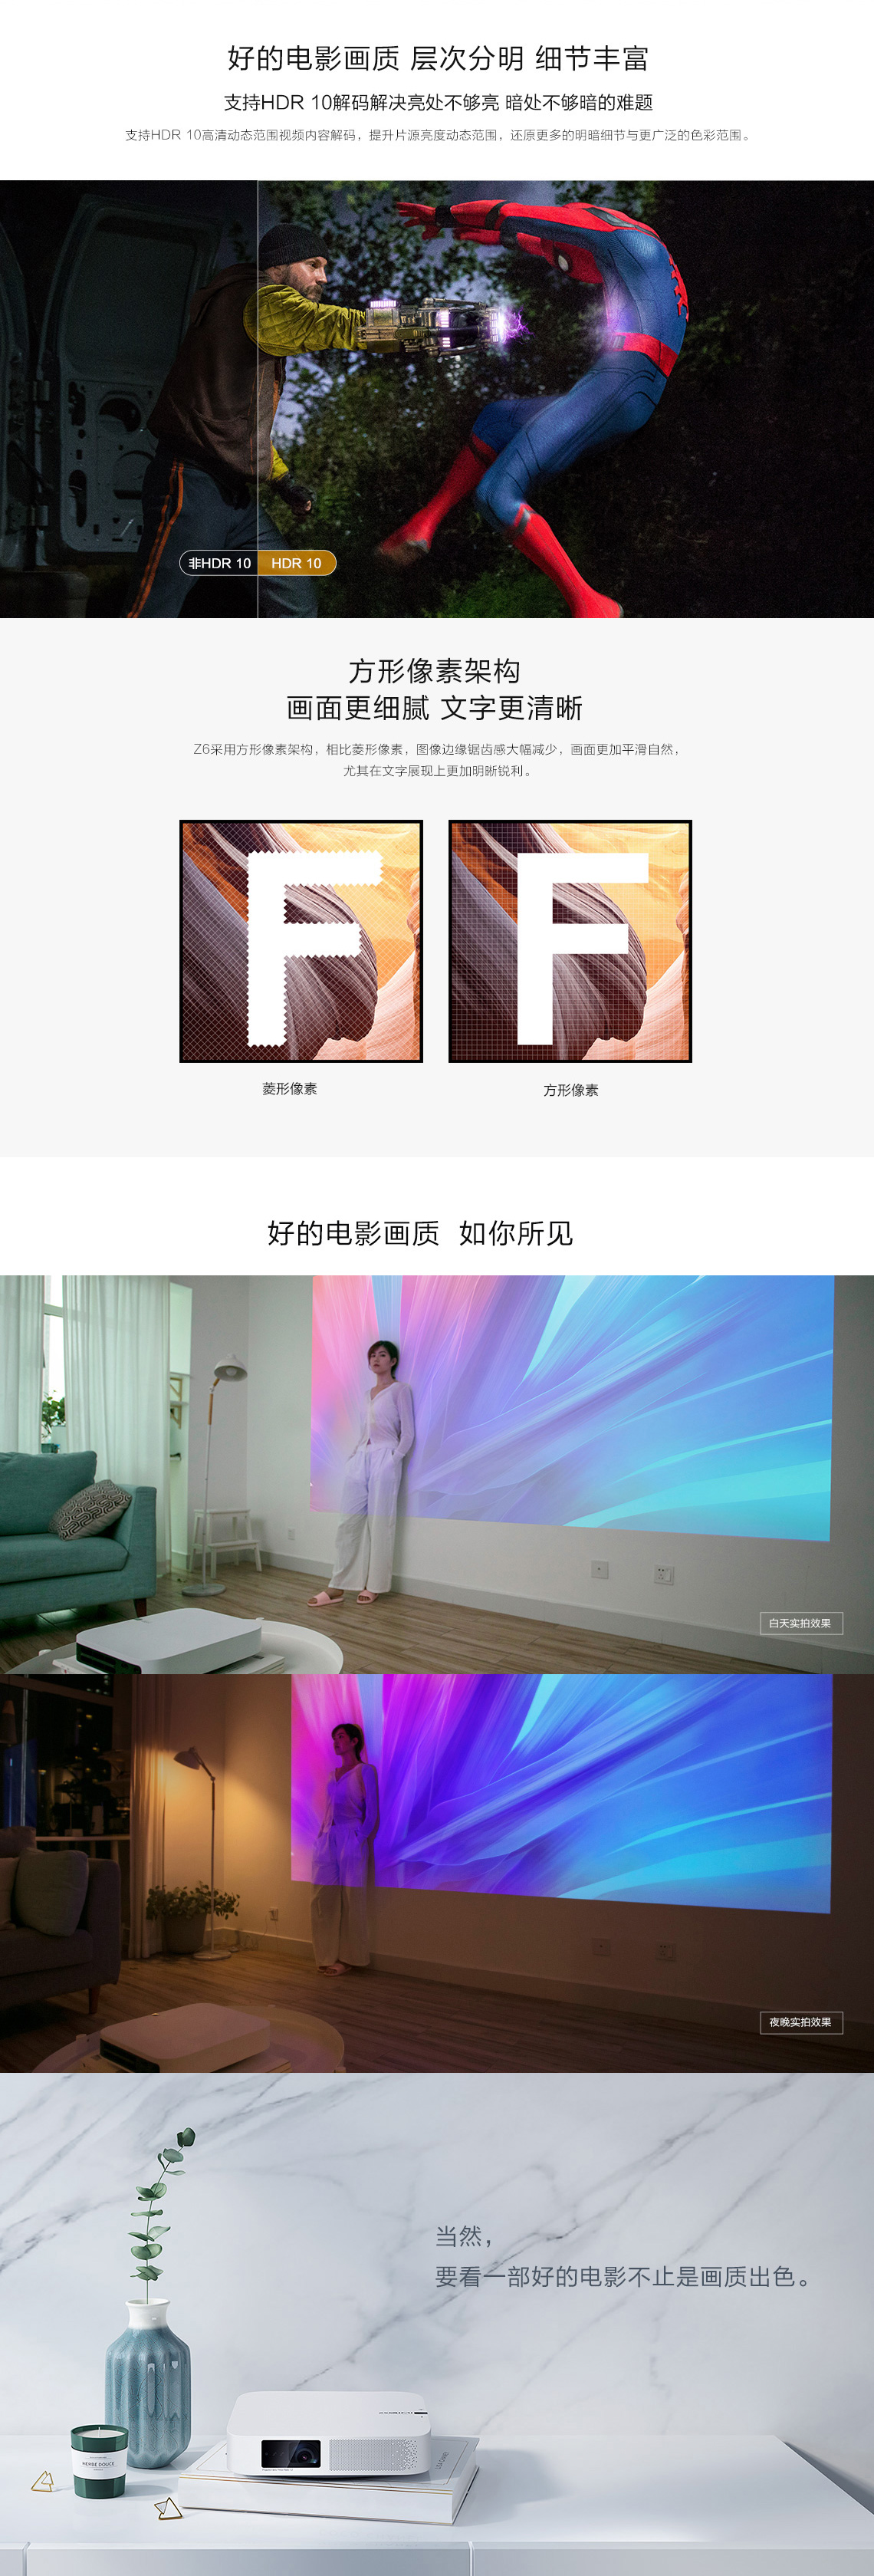 好的电影画质 层次分明 细节丰富
支持HDR 10解码解决亮处不够亮 暗处不够暗的难题
支持HDR 10高清动态范围视频内容解码，提升片源亮度动态范围，还原更多的明暗细节与更广泛的色彩范围。
非HDR 10 HDR 10
方形像素架构
画面更细腻 文字更清晰
Z6采用方形像素架构，相比菱形像素，图像边缘锯齿感大幅减少，画面更加平滑自然，
尤其在文字展现上更加明晰锐利。
F F
菱形像素 方形像素
好的电影画质 如你所见
白天实拍效果
夜晚实拍效果
当然，
要看一部好的电影不止是画质出色。
HERBE DOUCE